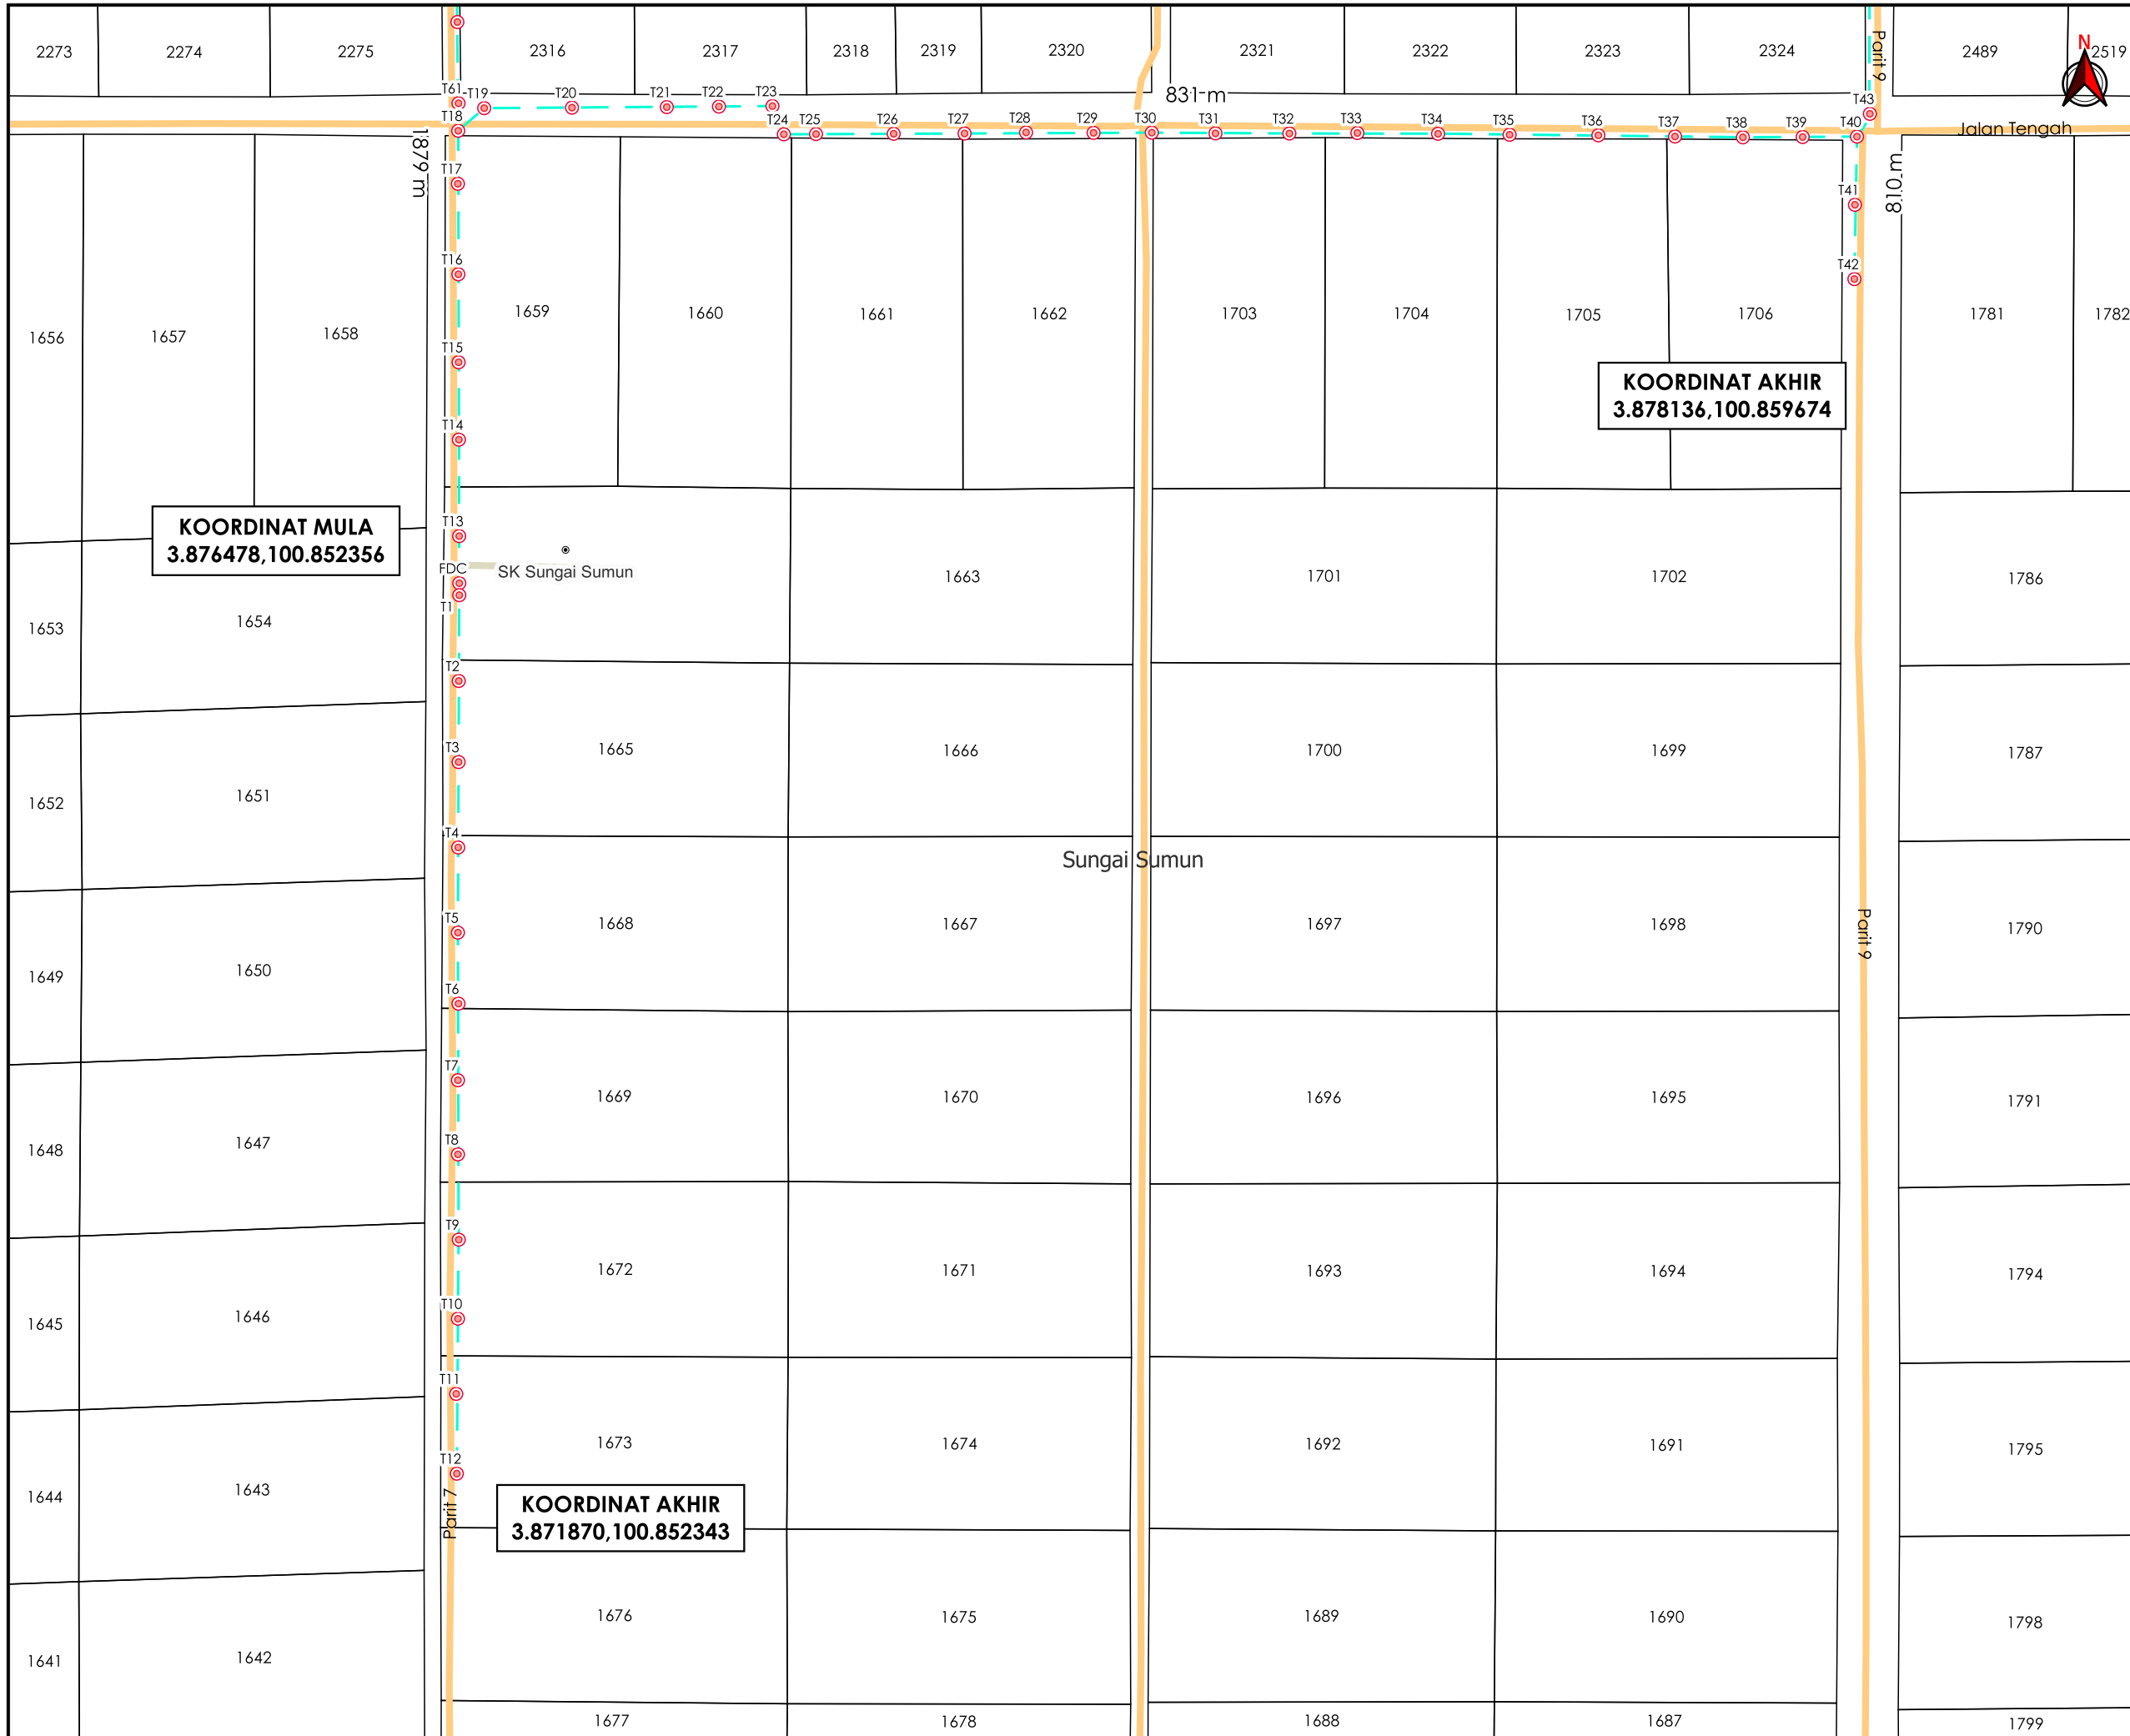 2273
2274
2275
2316
2317
2318
2319
2320
2321
2322
2323
2324
Parit 9
2489
N
2519
T61
T19
T20
T21
T22
T23
831 m
T43
T18
T24
T25
T26
T27
T28
T29
T30
T31
T32
T33
T34
T35
T36
T37
T38
T39
T40
Jalan Tengah
1879 m
T17
T41
810 m
T16
T42
1656
1657
1658
1659
1660
1661
1662
1703
1704
1705
1706
1781
1782
T15
KOORDINAT AKHIR
3.878136,100.859674
T14
KOORDINAT MULA
3.876478,100.852356
T13
FDC
SK Sungai Sumun
1663
1701
1702
1786
T1
1653
1654
T2
T3
1665
1666
1700
1699
1787
1652
1651
T4
Sungai Sumun
T5
1668
1667
1697
1698
Parit 9
1790
1649
1650
T6
T7
1669
1670
1696
1695
1791
1648
1647
T8
T9
1672
1671
1693
1694
1794
1645
1646
T10
T11
1673
1674
1692
1691
1795
T12
1644
1643
Parit 7
KOORDINAT AKHIR
3.871870,100.852343
1676
1675
1689
1690
1798
1641
1642
1677
1678
1688
1687
1799